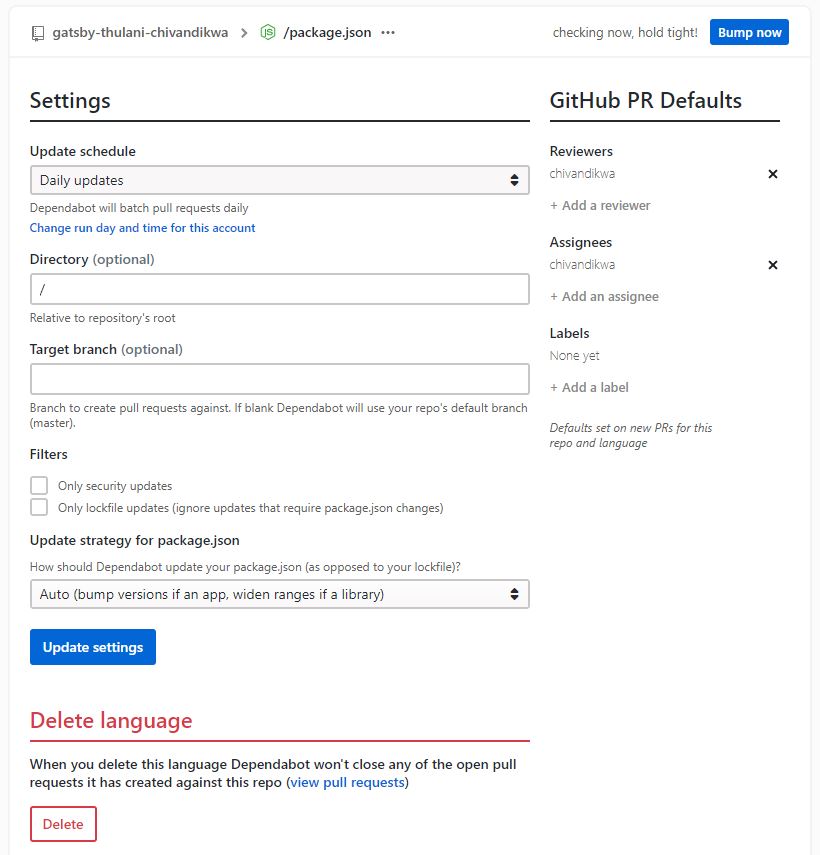 gatsby-thulani-chivandikwa > /package.json ••• checking now, hold tight! Bump now
Settings
Update schedule
Daily updates
Dependabot will batch pull requests daily
Change run day and time for this account
Directory (optional)
/
Relative to repository's root
Target branch (optional)
Branch to create pull requests against. If blank Dependabot will use your repo's default branch
(master).
Filters
Only security updates
Only lockfile updates (ignore updates that require package.json changes)
Update strategy for package.json
How should Dependabot update your package.json (as opposed to your lockfile)?
Auto (bump versions if an app, widen ranges if a library)
Update settings
Delete language
When you delete this language Dependabot won't close any of the open pull
requests it has created against this repo (view pull requests)
Delete
GitHub PR Defaults
Reviewers
chivandikwa
+ Add a reviewer
Assignees
chivandikwa
+ Add an assignee
Labels
None yet
+ Add a label
Defaults set on new PRs for this
repo and language